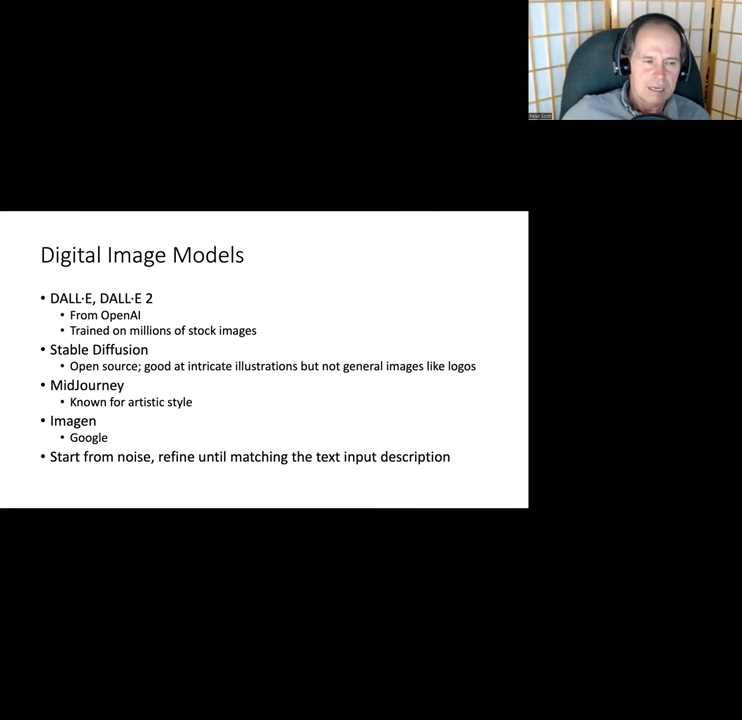 Peter Scott
Digital Image Models
• DALL·E, DALL·E 2
• From OpenAI
• Trained on millions of stock images
• Stable Diffusion
• Open source; good at intricate illustrations but not general images like logos
• MidJourney
• Known for artistic style
• Imagen
• Google
• Start from noise, refine until matching the text input description